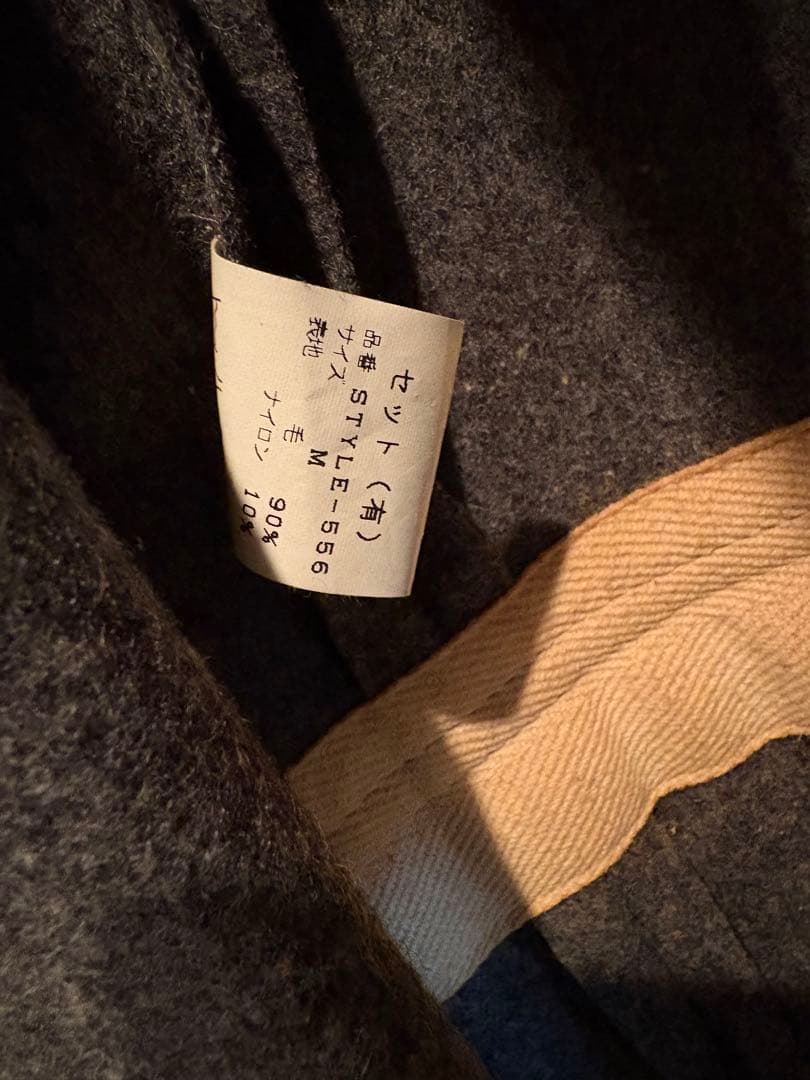 セット(有)
品番 STYLE-556
サイズ M
表地
毛 90%
ナイロン 10%